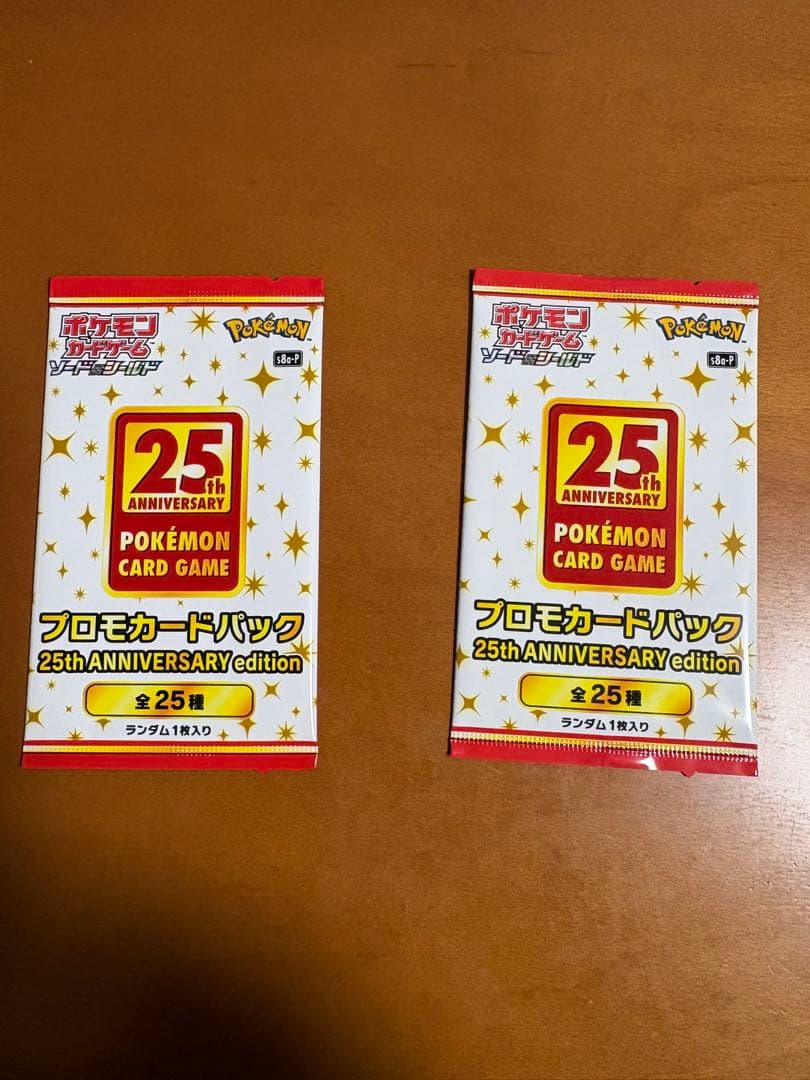 ポケモン
カードゲーム
ソード&シールド
Pokémon
s8a-P
25th
ANNIVERSARY
POKÉMON
CARD GAME
プロモカードパック
25th ANNIVERSARY edition
全25種
ランダム1枚入り
ポケモン
カードゲーム
ソード&シールド
Pokémon
s8a-P
25th
ANNIVERSARY
POKÉMON
CARD GAME
プロモカードパック
25th ANNIVERSARY edition
全25種
ランダム1枚入り